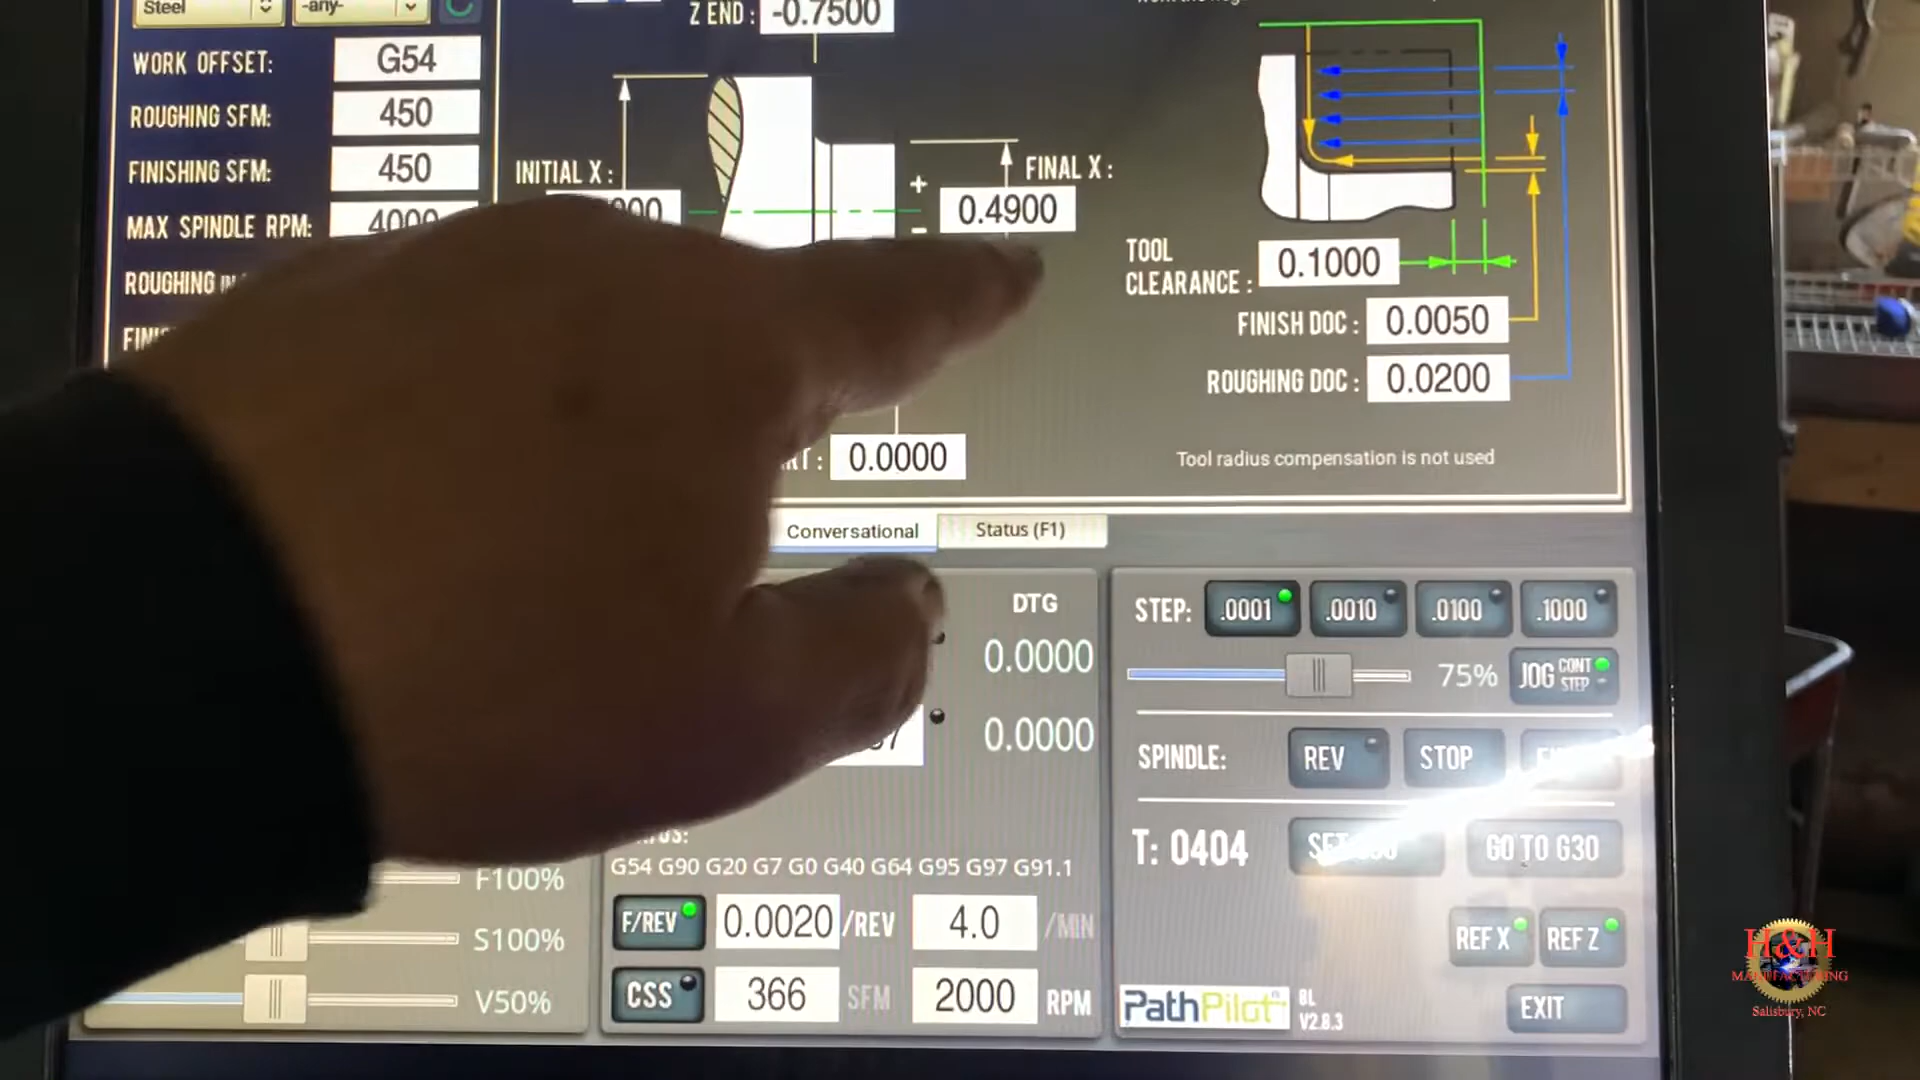 Steel
-any-
Z END :
-0.7500
WORK OFFSET:
G54
ROUGHING SFM:
450
FINISHING SFM:
450
MAX SPINDLE RPM:
4000
ROUGHING
INITIAL X :
FINAL X :
+
0.4900
-
TOOL
CLEARANCE :
0.1000
FINISH DOC :
0.0050
ROUGHING DOC :
0.0200
0.0000
Tool radius compensation is not used
Conversational
Status (F1)
DTG
0.0000
0.0000
STEP:
.0001
.0010
.0100
.1000
75%
JOG CONT
STEP
SPINDLE:
REV
STOP
T: 0404
GO TO G30
G54 G90 G20 G7 G0 G40 G64 G95 G97 G91.1
F100%
S100%
V50%
F/REV
0.0020 /REV
4.0 /MIN
CSS
366 SFM
2000 RPM
REF X
REF Z
PathPilot
V2.8.3
EXIT
H&H
MANUFACTURING
Salisbury, NC